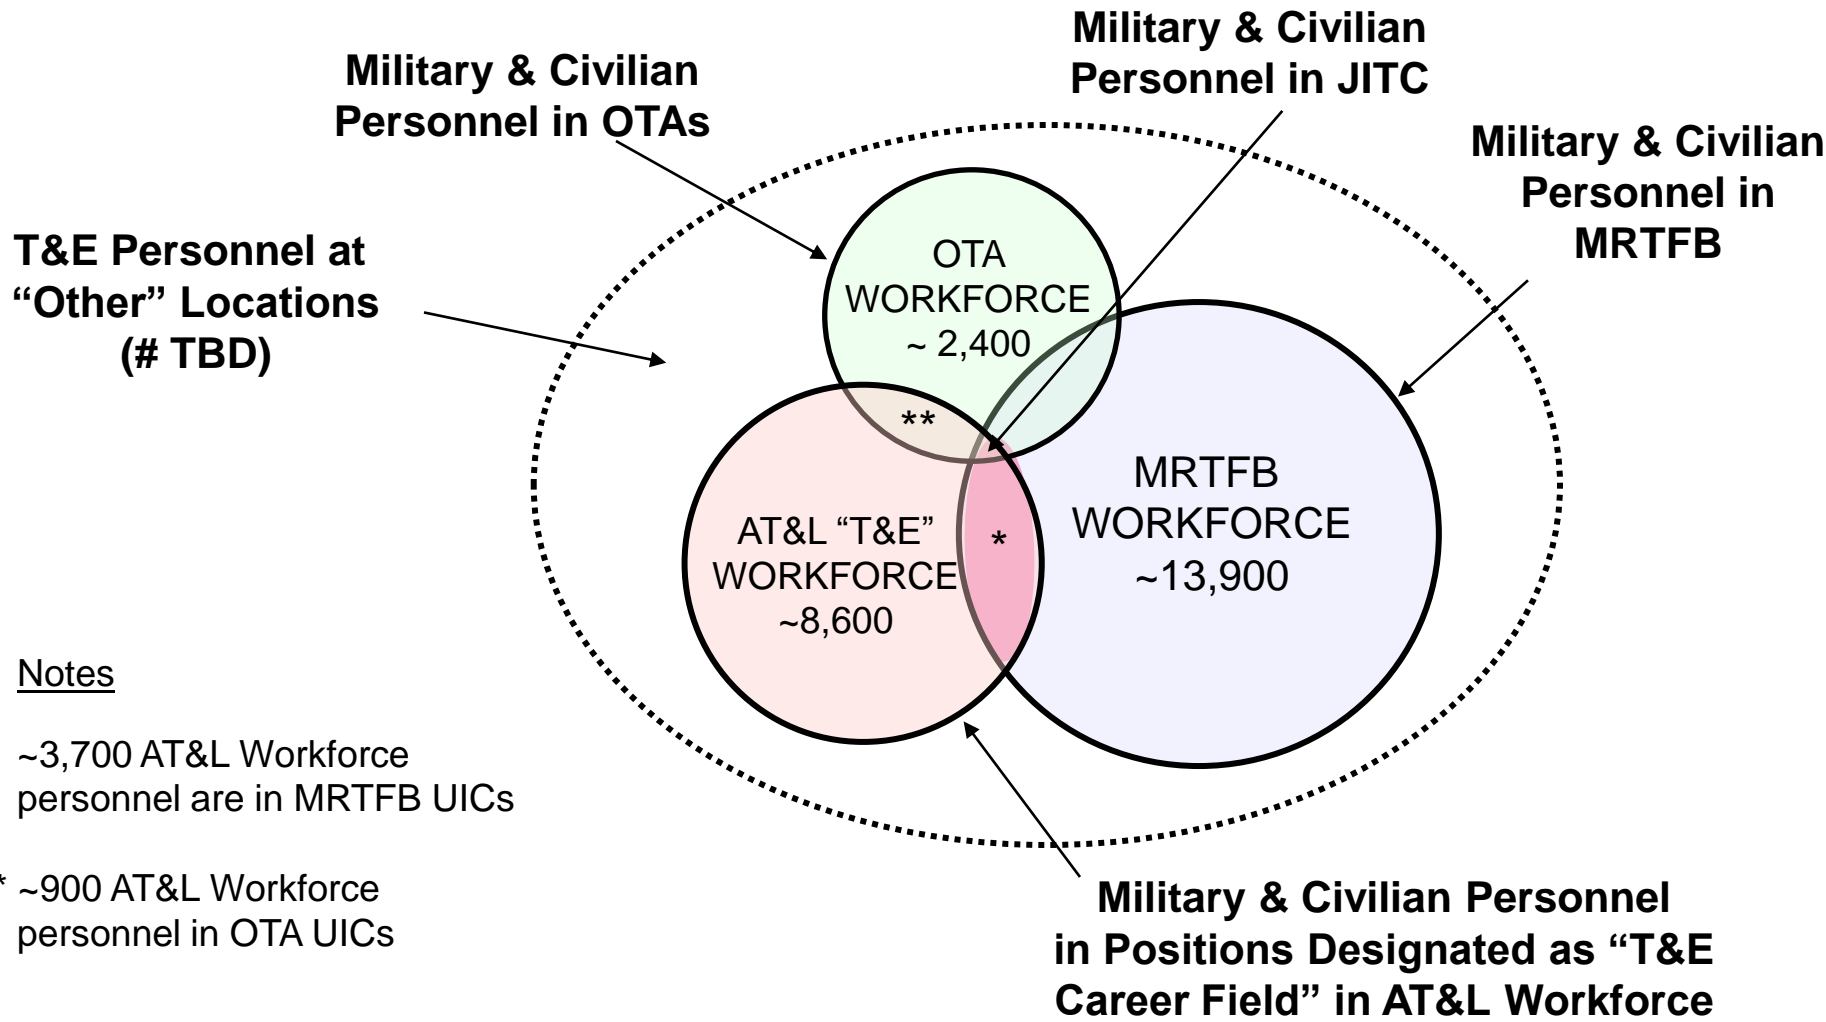 Military & Civilian
Personnel in JITC
Military & Civilian
Personnel in OTAs
Military & Civilian
Personnel in
MRTFB
T&E Personnel at
“Other” Locations
(# TBD)
OTA
WORKFORCE
~ 2,400
**
MRTFB
WORKFORCE
~13,900
AT&L “T&E”
WORKFORCE
~8,600
*
Notes
~3,700 AT&L Workforce
personnel are in MRTFB UICs
* ~900 AT&L Workforce
personnel in OTA UICs
Military & Civilian Personnel
in Positions Designated as “T&E
Career Field” in AT&L Workforce